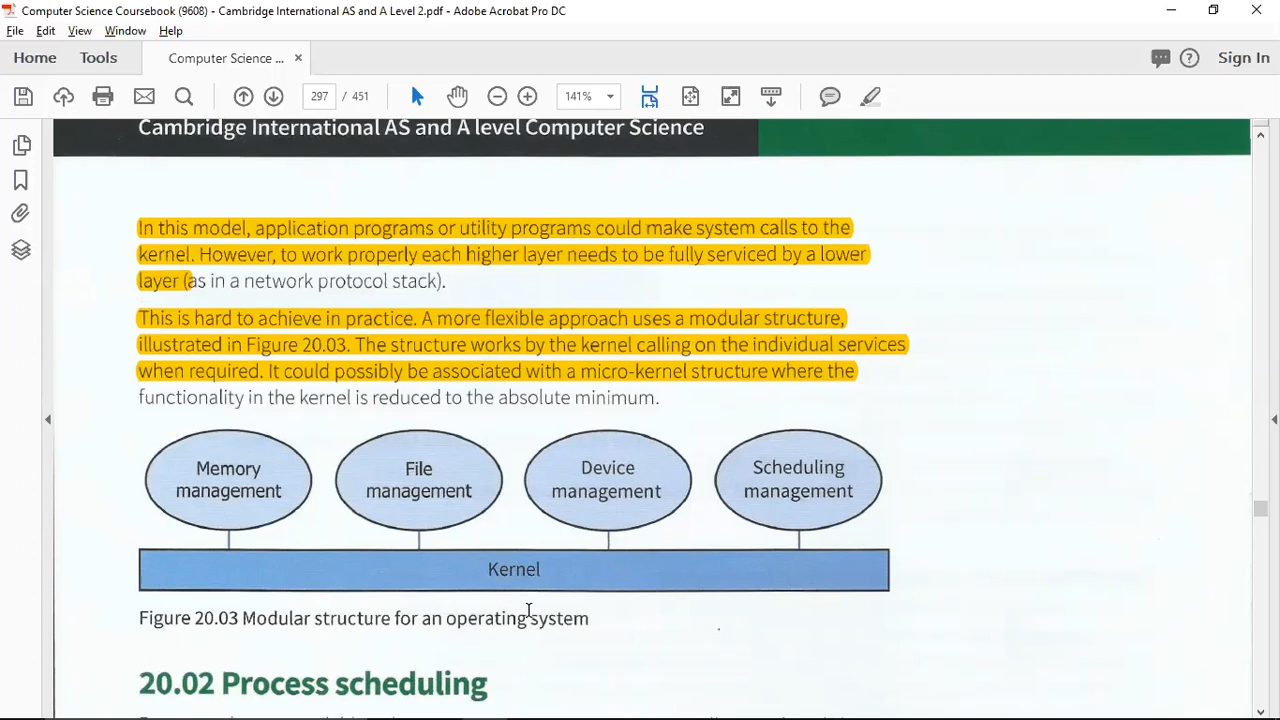 Computer Science Coursebook (9608) - Cambridge International AS and A Level 2.pdf - Adobe Acrobat Pro DC
File Edit View Window Help
Home Tools Computer Science ... × Sign In
297 / 451 141%
Cambridge International AS and A level Computer Science
In this model, application programs or utility programs could make system calls to the
kernel. However, to work properly each higher layer needs to be fully serviced by a lower
layer (as in a network protocol stack).
This is hard to achieve in practice. A more flexible approach uses a modular structure,
illustrated in Figure 20.03. The structure works by the kernel calling on the individual services
when required. It could possibly be associated with a micro-kernel structure where the
functionality in the kernel is reduced to the absolute minimum.
Memory
management
File
management
Device
management
Scheduling
management
Kernel
Figure 20.03 Modular structure for an operating system
20.02 Process scheduling